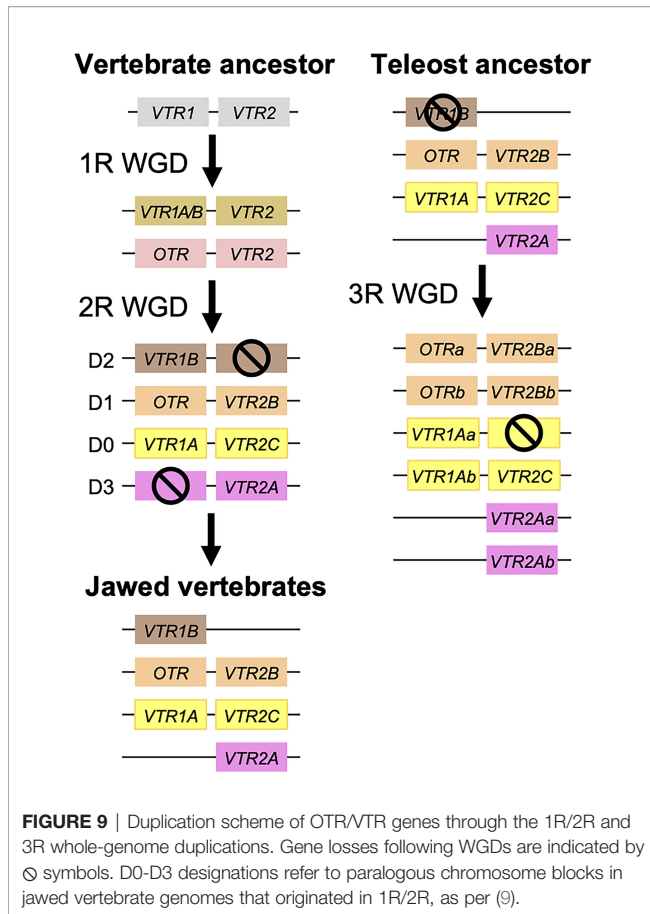 Vertebrate ancestor
VTR1 VTR2
1R WGD
VTR1A/B VTR2
OTR VTR2
2R WGD
D2 VTR1B
D1 OTR VTR2B
D0 VTR1A VTR2C
D3 VTR2A
Jawed vertebrates
VTR1B
OTR VTR2B
VTR1A VTR2C
VTR2A
Teleost ancestor
VTR1B
OTR VTR2B
VTR1A VTR2C
VTR2A
3R WGD
OTRa VTR2Ba
OTRb VTR2Bb
VTR1Aa
VTR1Ab VTR2C
VTR2Aa
VTR2Ab
FIGURE 9 | Duplication scheme of OTR/VTR genes through the 1R/2R and
3R whole-genome duplications. Gene losses following WGDs are indicated by
🛇 symbols. D0-D3 designations refer to paralogous chromosome blocks in
jawed vertebrate genomes that originated in 1R/2R, as per (9).